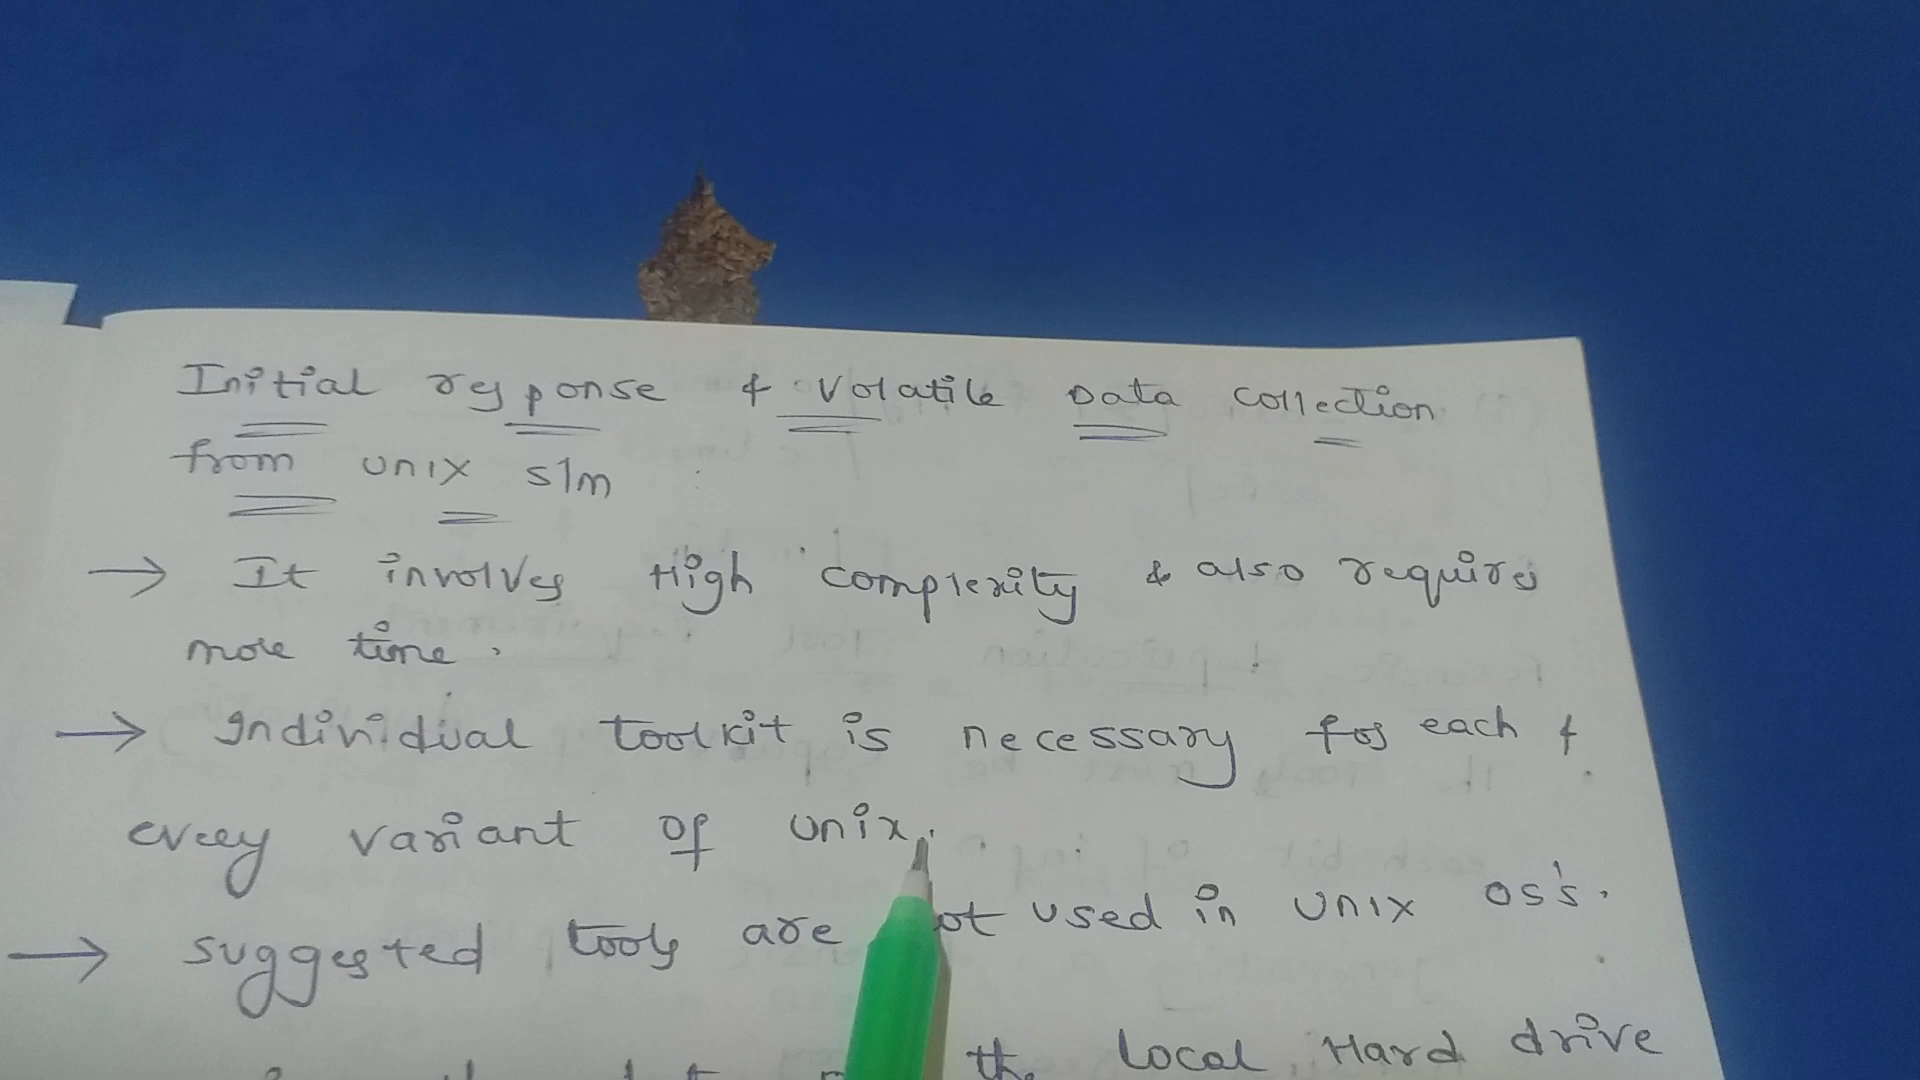 Initial response & volatile Data collection
from unix s/m
→ It involves High complexity & also requires
more time.
→ Individual toolkit is necessary for each &
every variant of unix.
→ suggested tools are not used in unix os's.
the local Hard drive